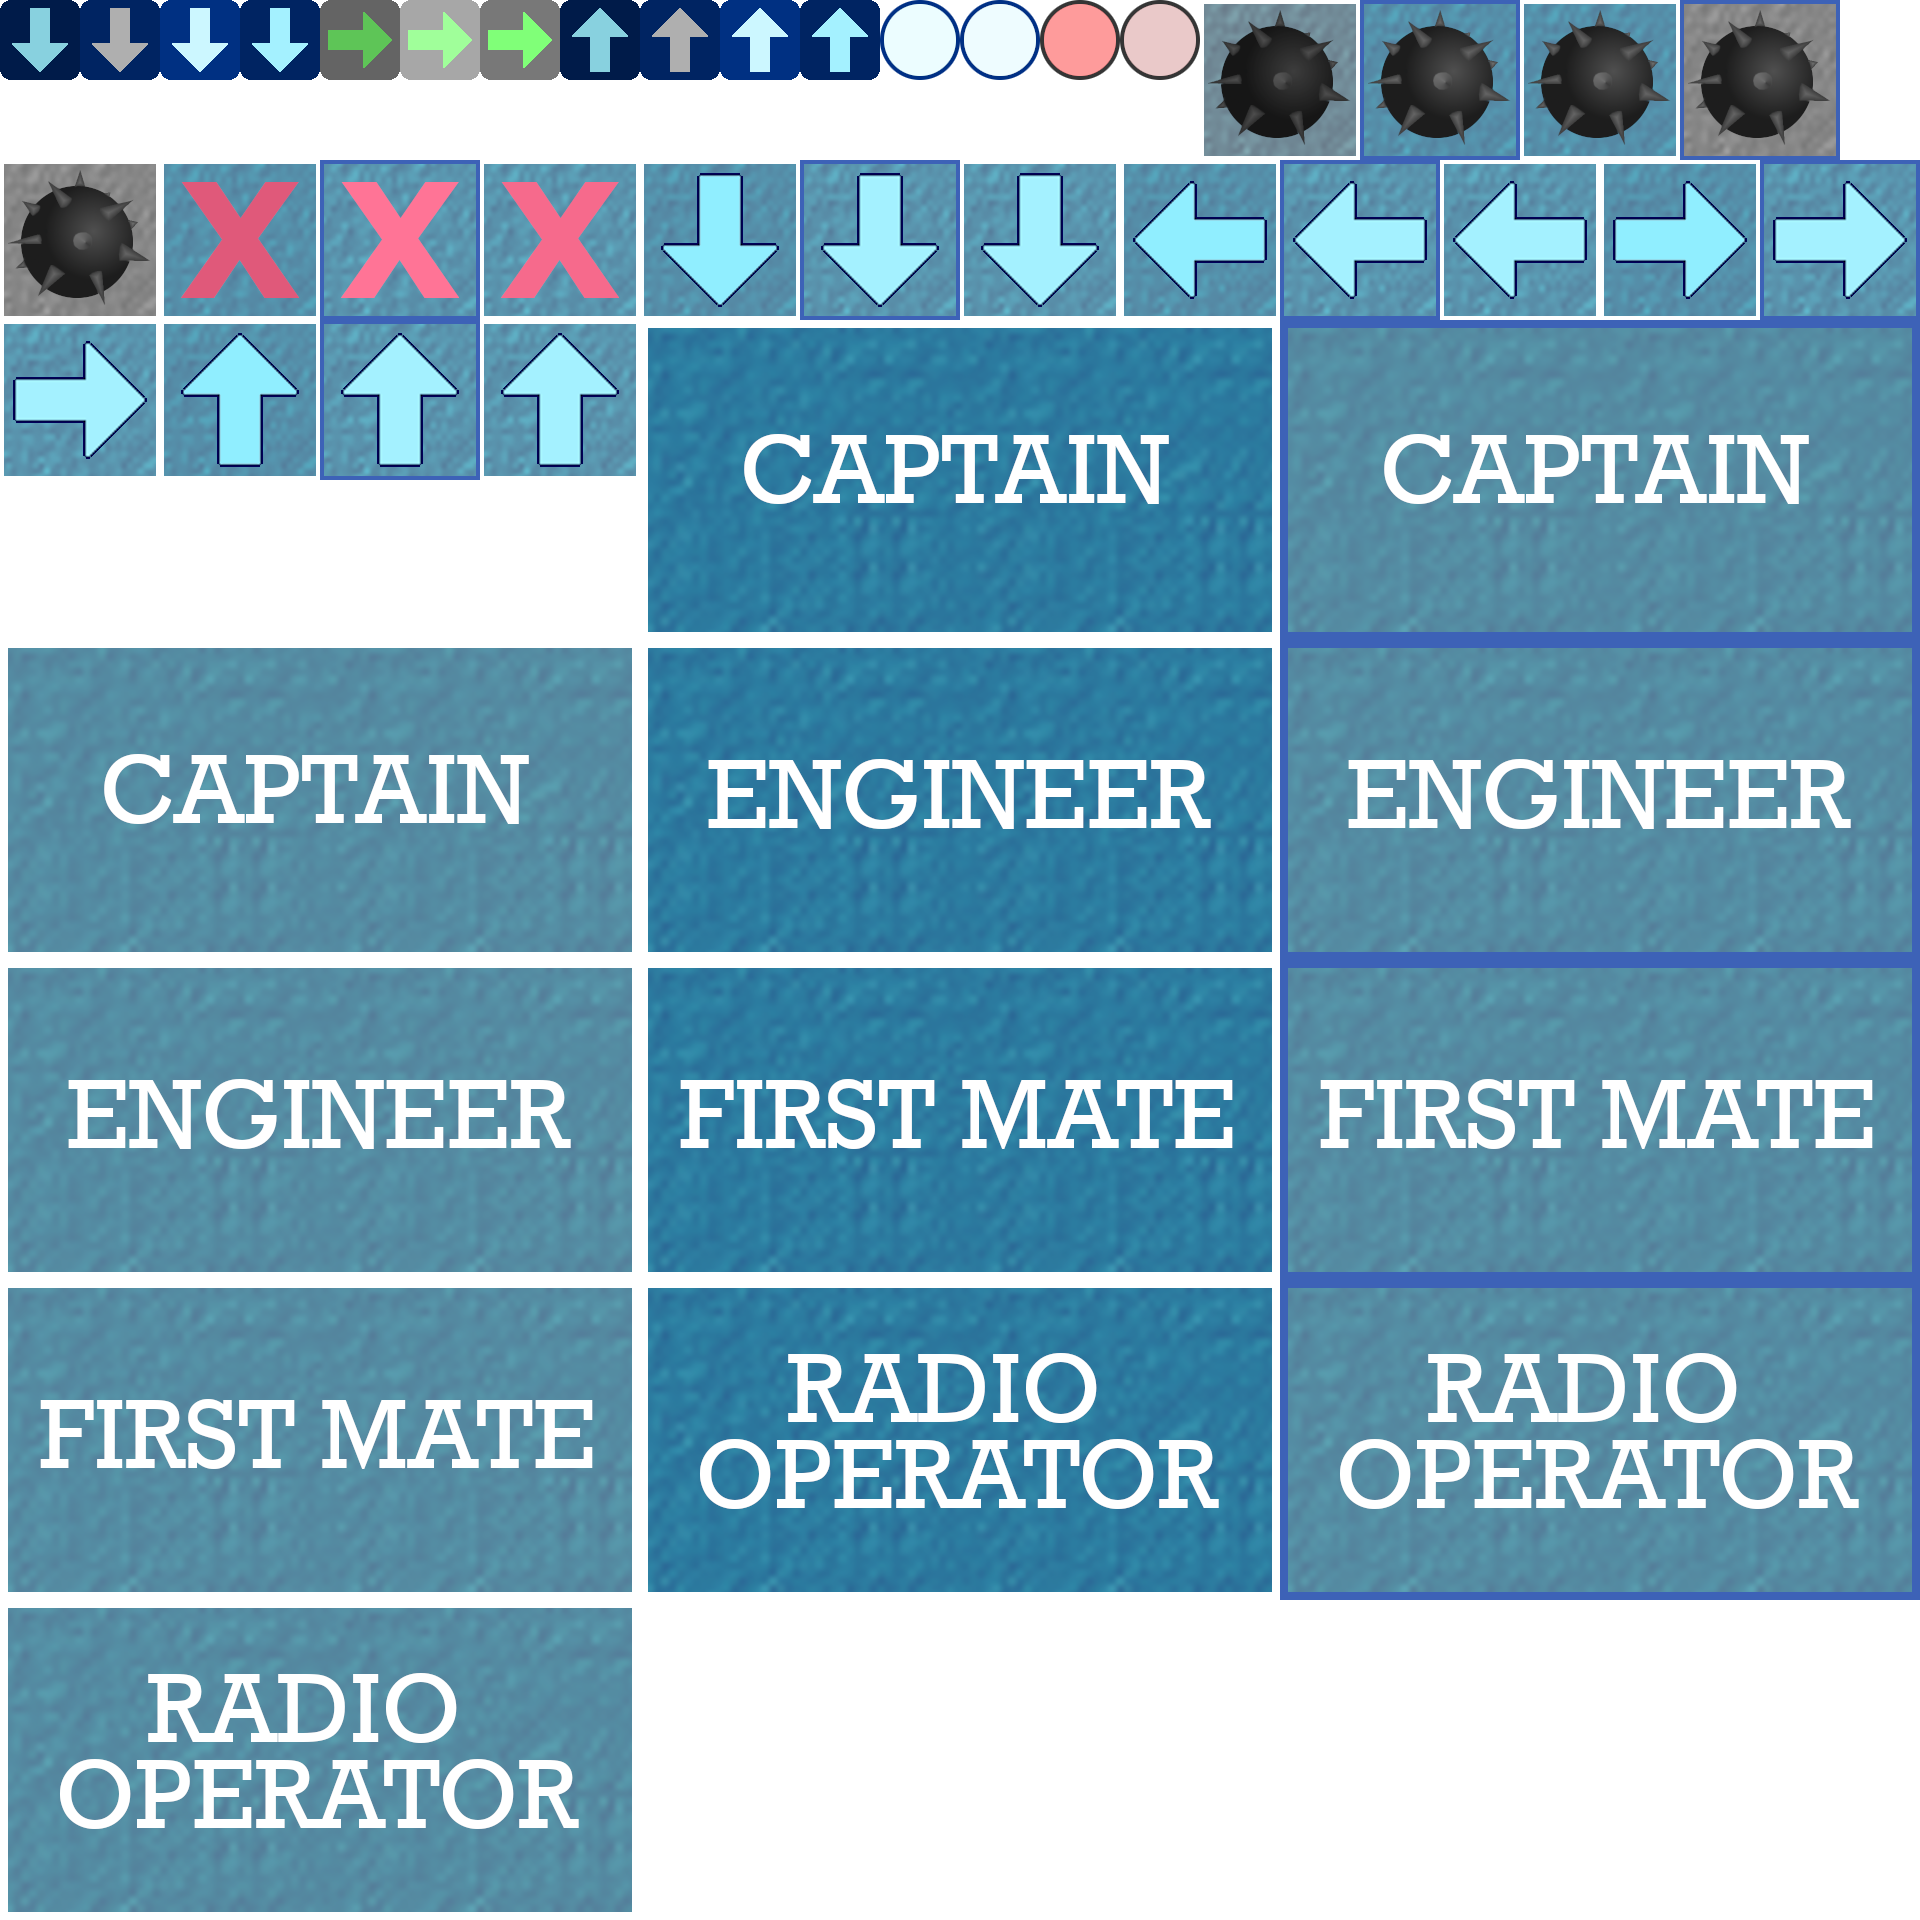 X X X
CAPTAIN CAPTAIN
CAPTAIN ENGINEER ENGINEER
ENGINEER FIRST MATE FIRST MATE
FIRST MATE RADIO RADIO
OPERATOR OPERATOR
RADIO
OPERATOR